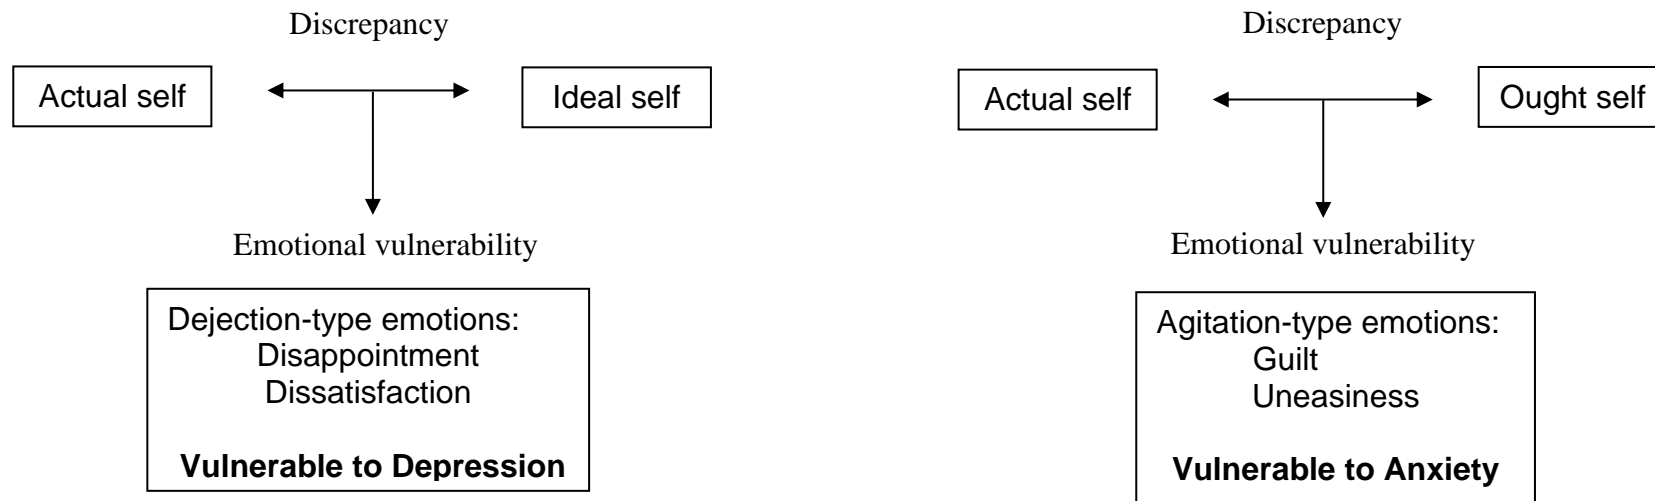 Discrepancy
Actual self
Ideal self
Emotional vulnerability
Dejection-type emotions:
Disappointment
Dissatisfaction
Vulnerable to Depression
Discrepancy
Actual self
Ought self
Emotional vulnerability
Agitation-type emotions:
Guilt
Uneasiness
Vulnerable to Anxiety